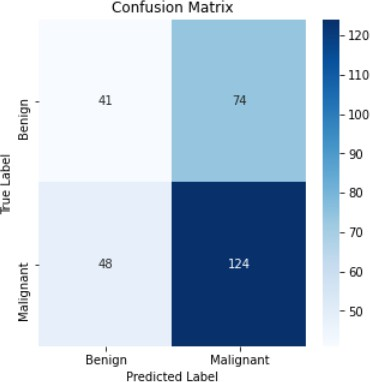 Confusion Matrix
True Label
Benign
41
74
Malignant
48
124
Benign
Malignant
Predicted Label
120
110
100
90
80
70
60
50